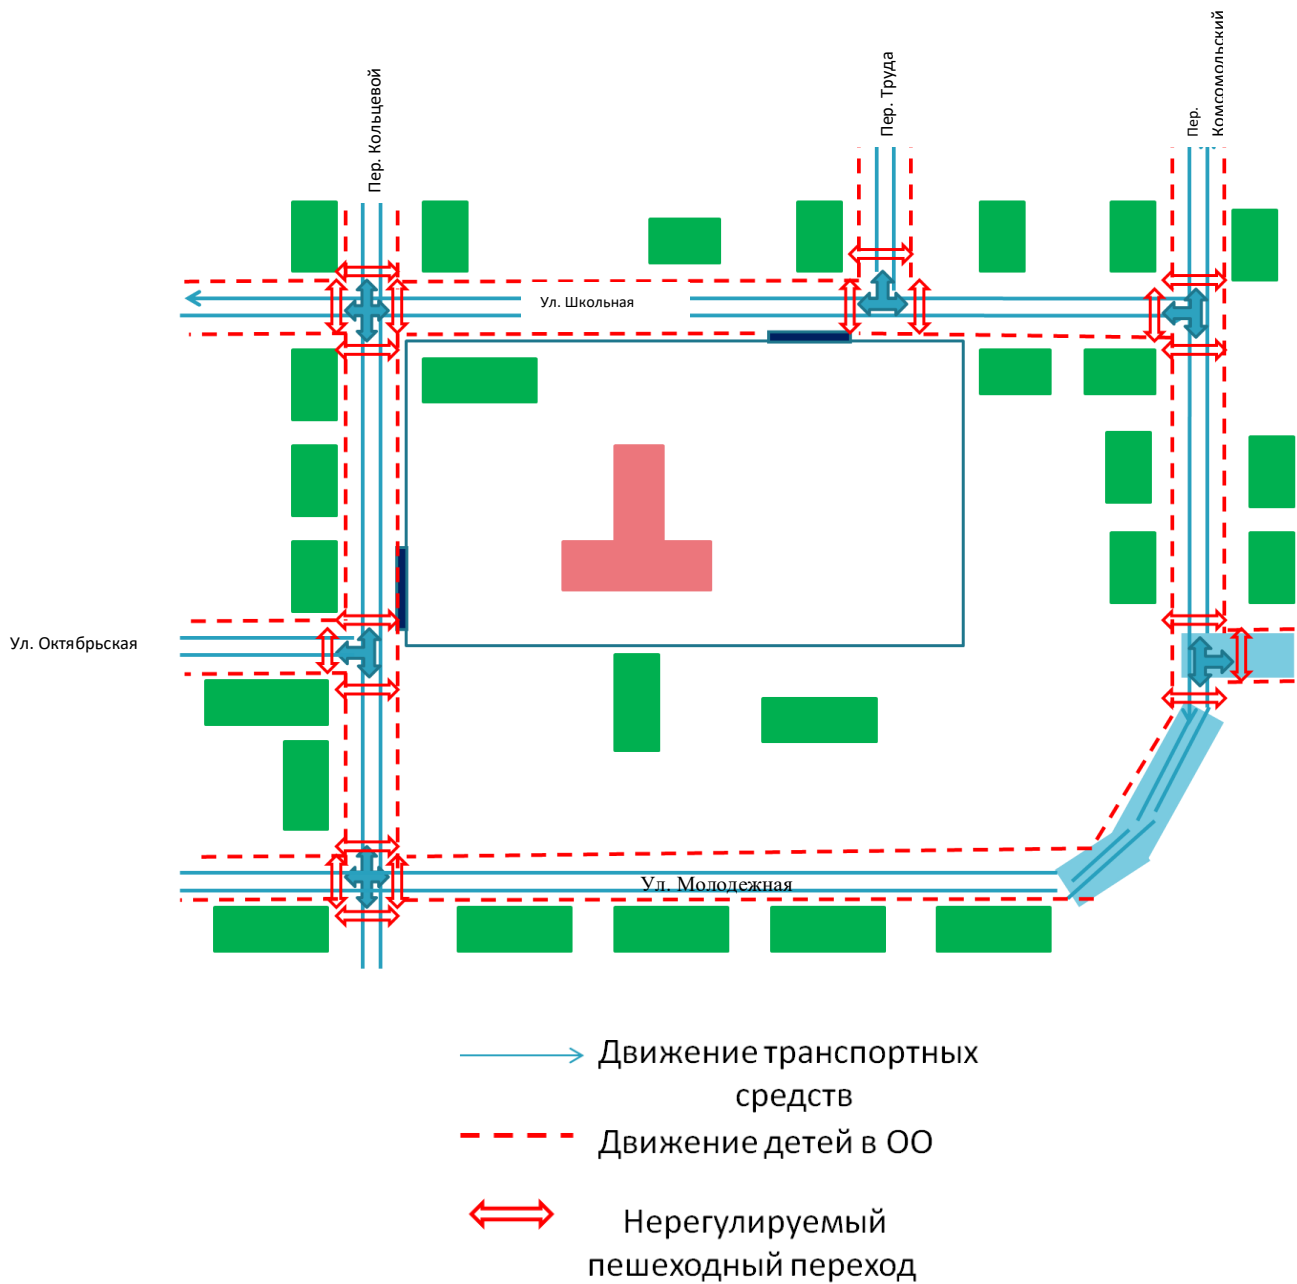 Пер. Кольцевой
Пер. Труда
Пер.
Комсомольский
Ул. Школьная
Ул. Октябрьская
Ул. Молодежная
Движение транспортных
средств
Движение детей в ОО
Нерегулируемый
пешеходный переход